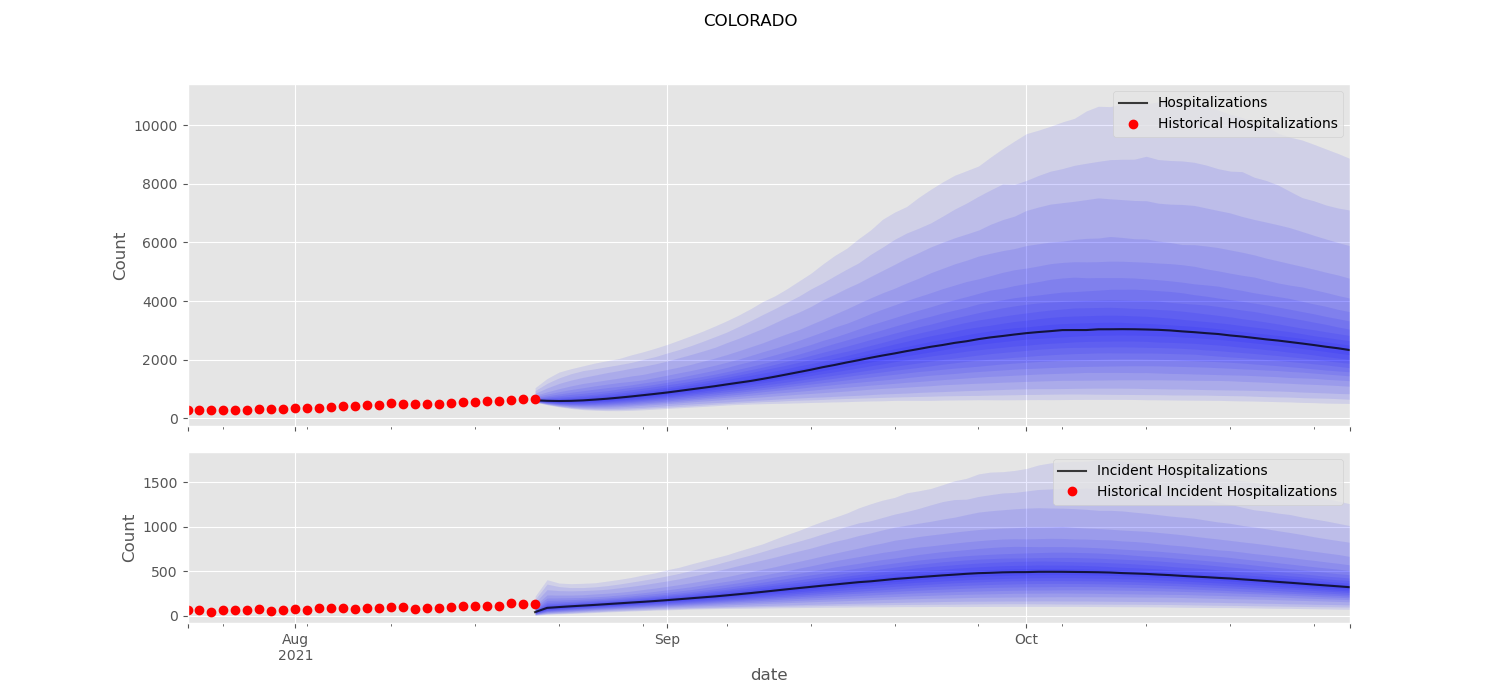 COLORADO
Hospitalizations
Historical Hospitalizations
10000
8000
6000
4000
2000
0
Count
Incident Hospitalizations
Historical Incident Hospitalizations
1500
1000
500
0
Count
Aug
2021
Sep
Oct
date